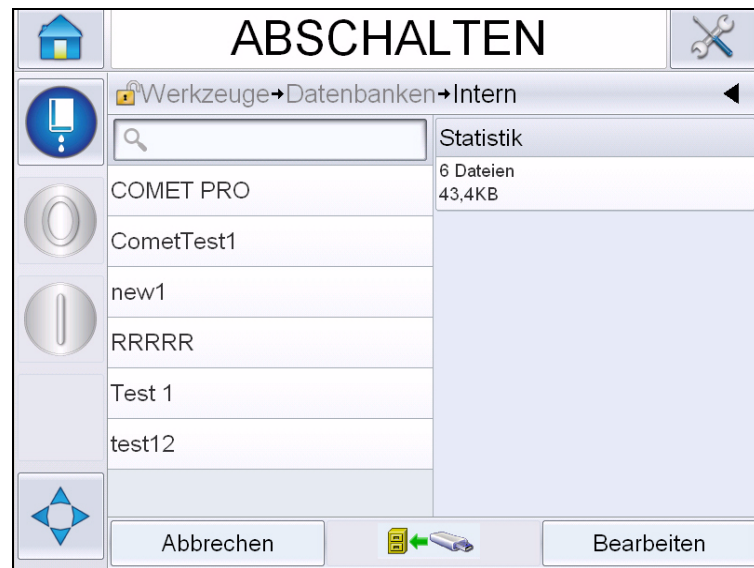 ABSCHALTEN
Werkzeuge→Datenbanken→Intern
Statistik
6 Dateien
43,4KB
COMET PRO
CometTest1
new1
RRRRR
Test 1
test12
Abbrechen
Bearbeiten